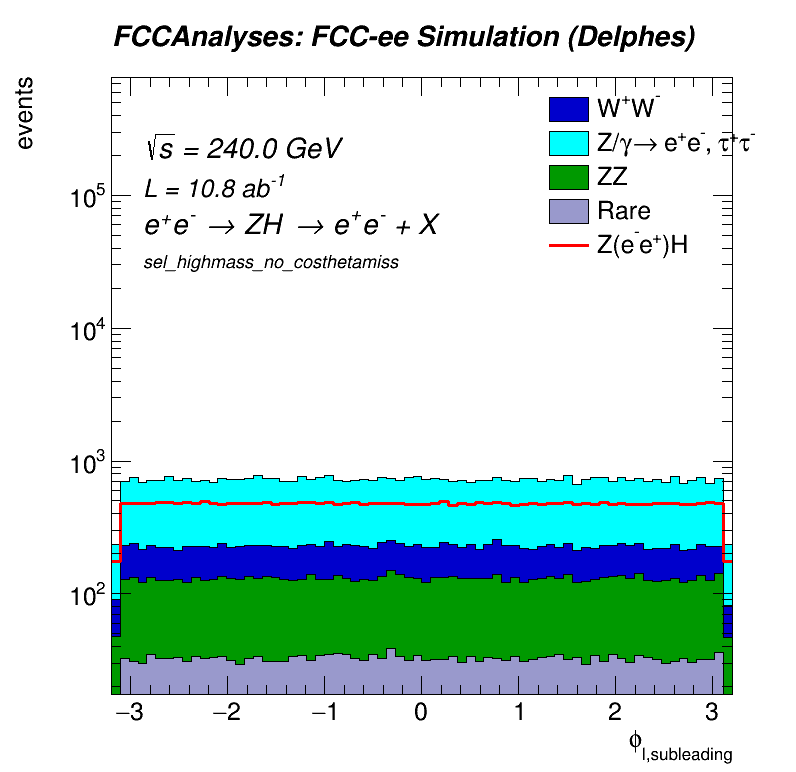 FCCAnalyses: FCC-ee Simulation (Delphes)
events
√s = 240.0 GeV
L = 10.8 ab⁻¹
e⁺e⁻ → ZH → e⁺e⁻ + X
sel_highmass_no_costhetamiss
W⁺W⁻
Z/γ→ e⁺e⁻, τ⁺τ⁻
ZZ
Rare
Z(e⁻e⁺)H
10⁵
10⁴
10³
10²
−3 −2 −1 0 1 2 3
ϕ_l,subleading